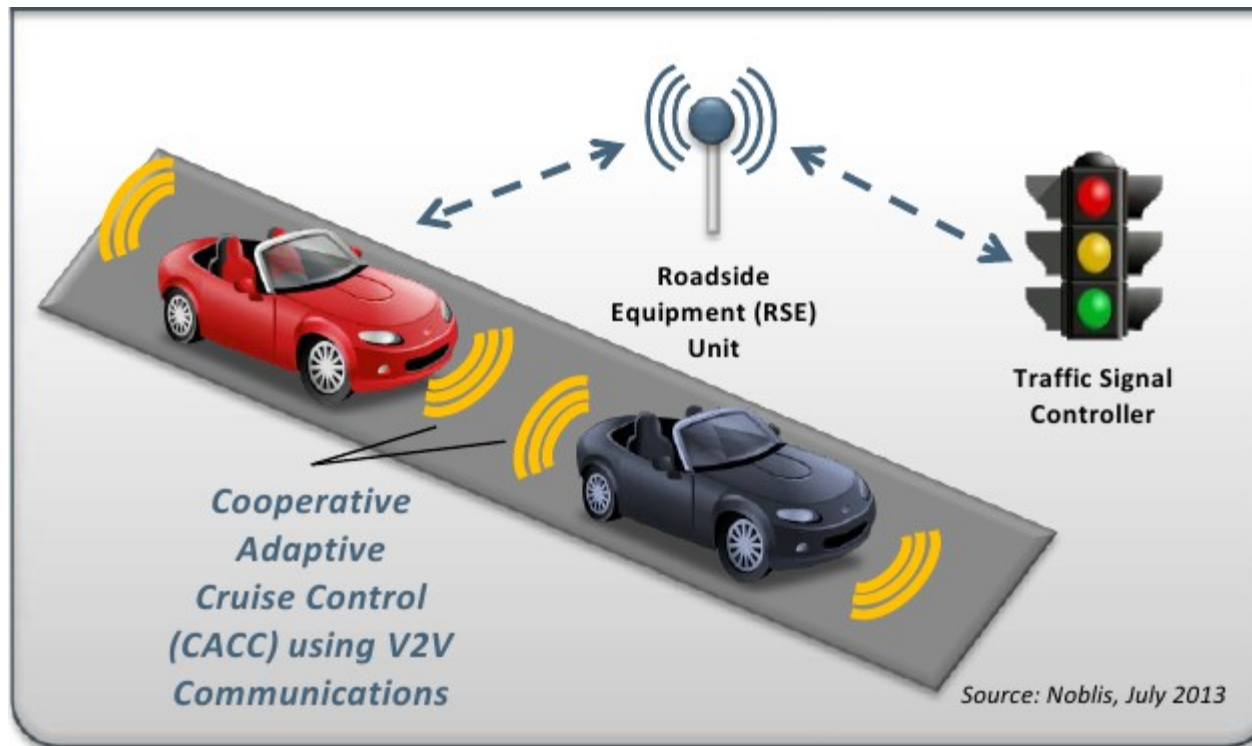 Roadside
Equipment (RSE)
Unit
Traffic Signal
Controller
Cooperative
Adaptive
Cruise Control
(CACC) using V2V
Communications
Source: Noblis, July 2013